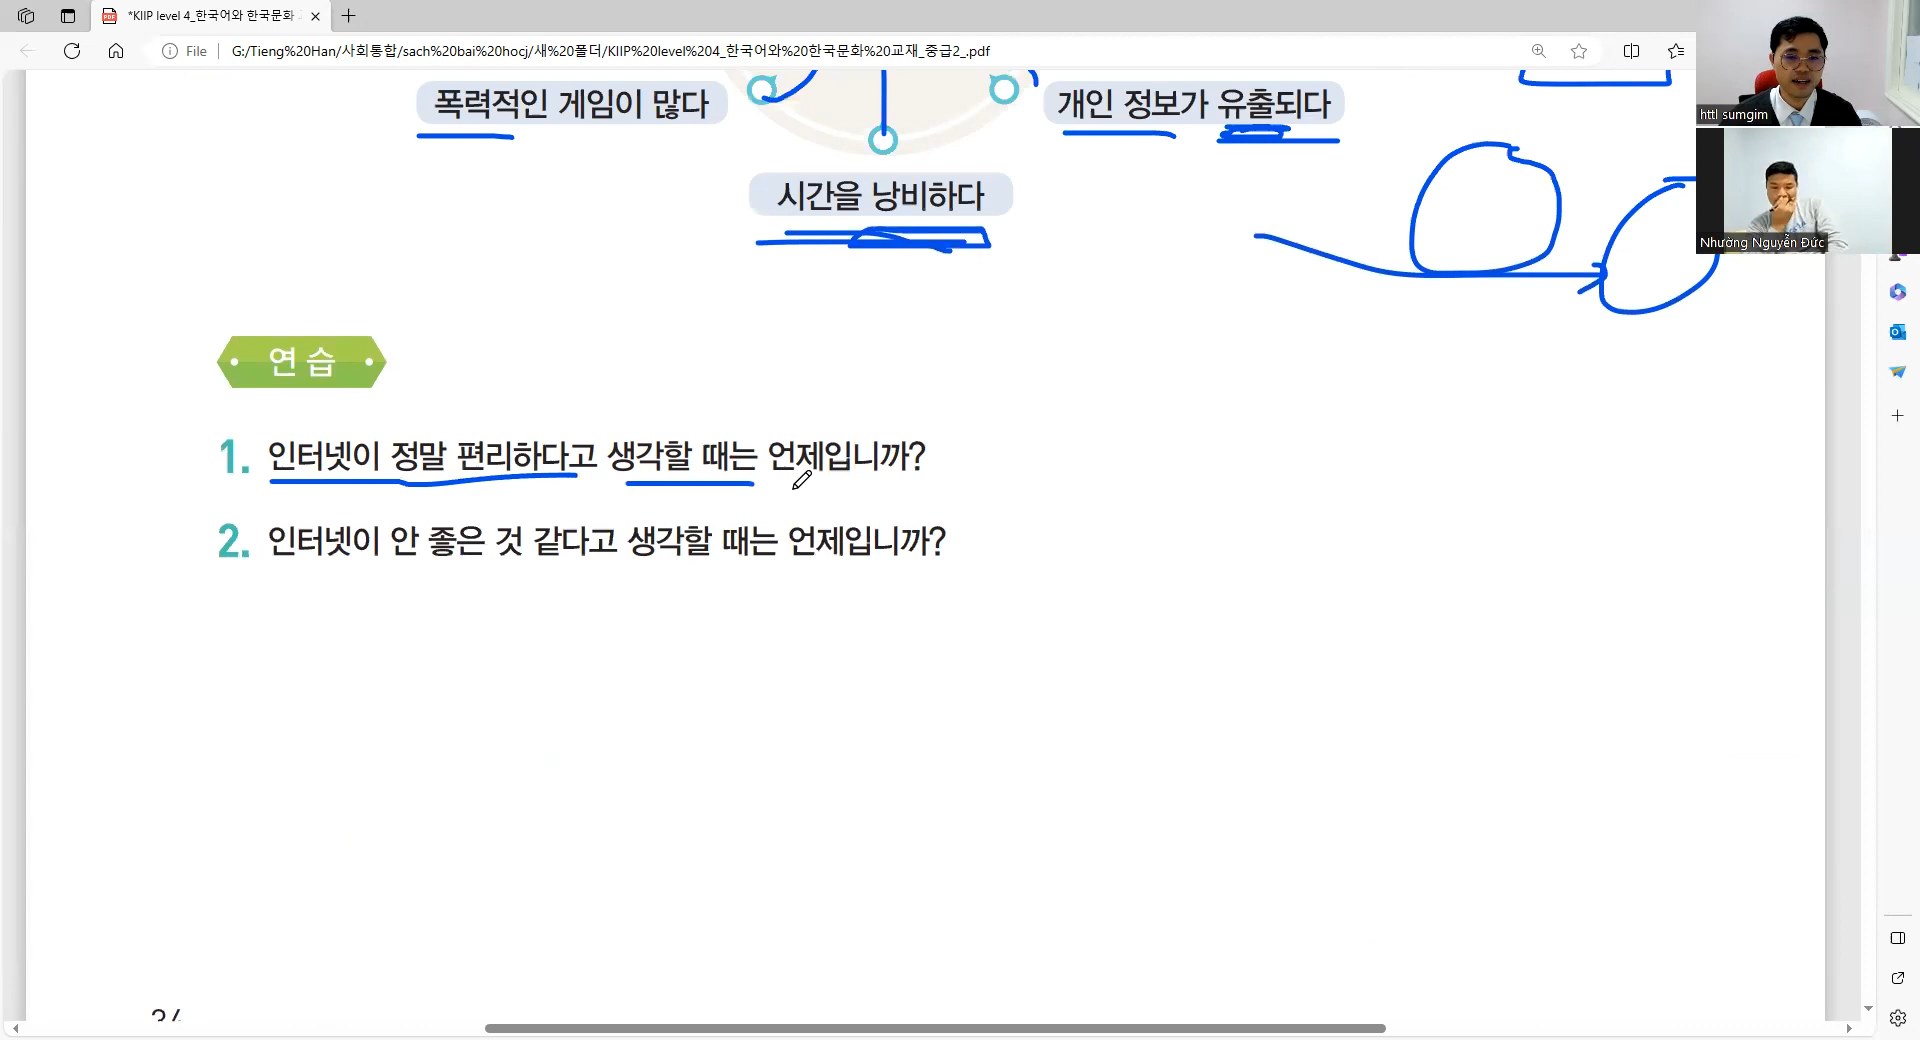 *KIIP level 4_한국어와 한국문화
File
G:/Tieng%20Han/사회통합/sach%20bai%20hocj/새%20폴더/KIIP%20level%204_한국어와%20한국문화%20교재_중급2_.pdf
httl sumgim
폭력적인 게임이 많다
개인 정보가 유출되다
시간을 낭비하다
Nhường Nguyễn Đức
연습
1. 인터넷이 정말 편리하다고 생각할 때는 언제입니까?
2. 인터넷이 안 좋은 것 같다고 생각할 때는 언제입니까?
34